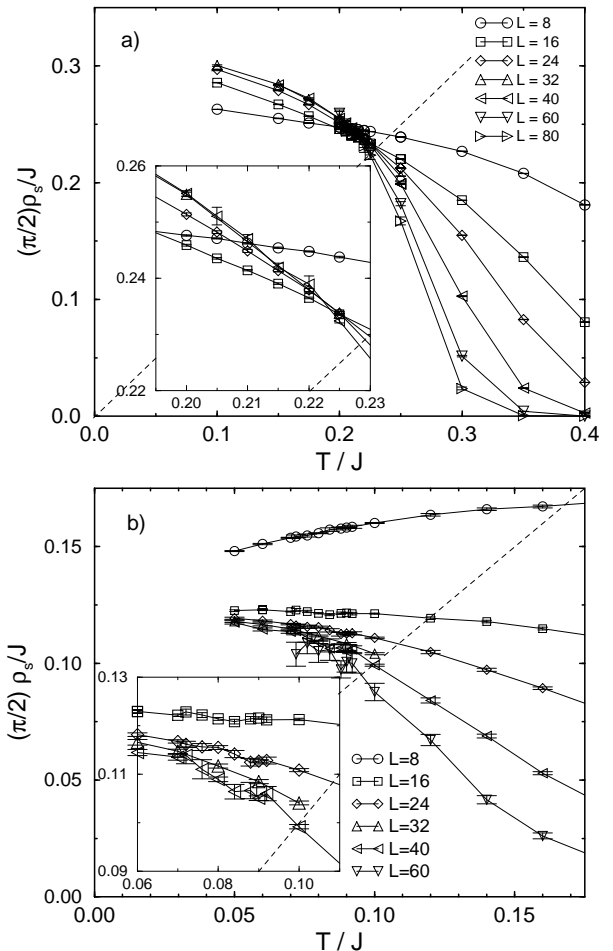 a)
L = 8
L = 16
L = 24
L = 32
L = 40
L = 60
L = 80
0.3
0.2
0.1
0.0
(π/2)ρs/J
0.26
0.24
0.22
0.20 0.21 0.22 0.23
0.0 0.1 0.2 0.3 0.4
T / J
b)
0.15
0.10
0.05
0.00
(π/2) ρs/J
0.13
0.11
0.09
0.06 0.08 0.10
L=8
L=16
L=24
L=32
L=40
L=60
0.00 0.05 0.10 0.15
T / J